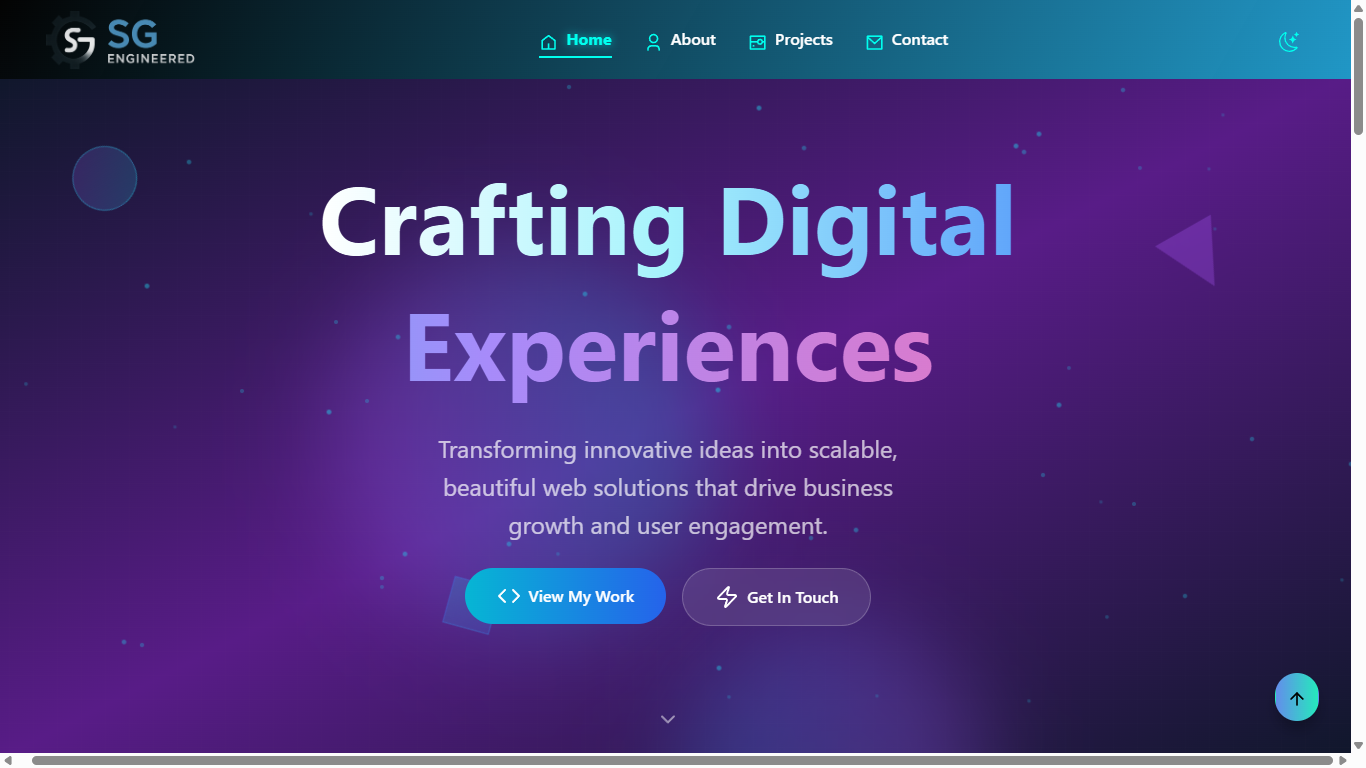 SG
ENGINEERED
Home
About
Projects
Contact
Crafting Digital
Experiences
Transforming innovative ideas into scalable,
beautiful web solutions that drive business
growth and user engagement.
View My Work
Get In Touch